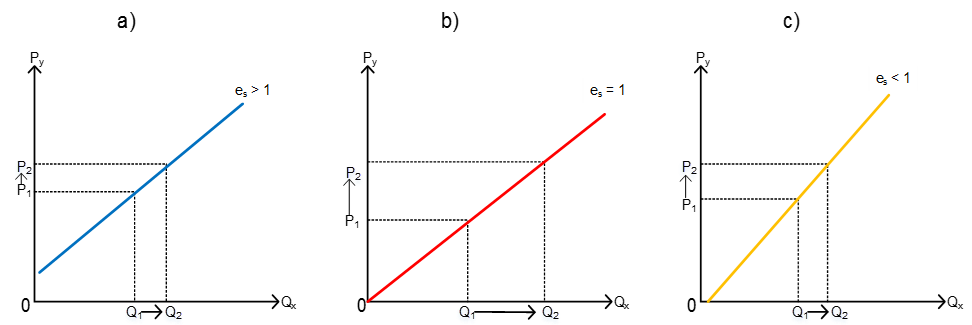 a)
Py
es > 1
P2
P1
0
Q1
Q2
Qx
b)
Py
es = 1
P2
P1
0
Q1
Q2
Qx
c)
Py
es < 1
P2
P1
0
Q1
Q2
Qx